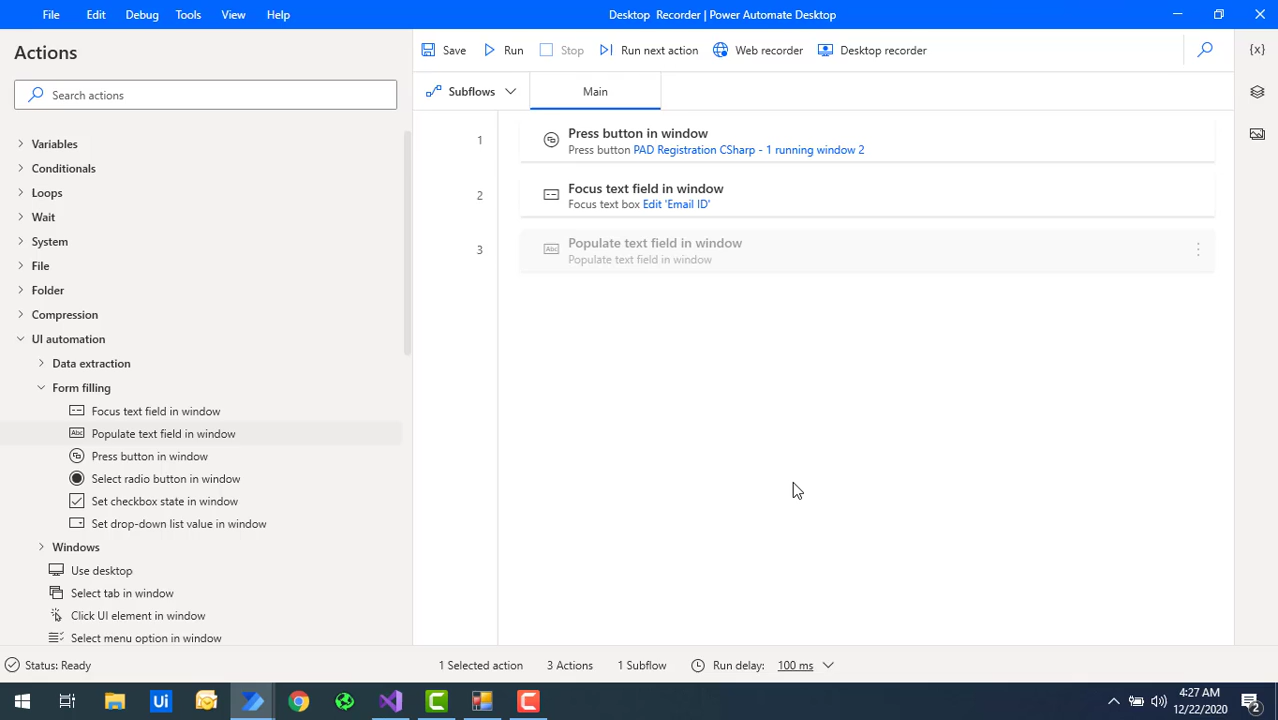 File Edit Debug Tools View Help Desktop Recorder | Power Automate Desktop
Actions
Search actions
Variables
Conditionals
Loops
Wait
System
File
Folder
Compression
UI automation
Data extraction
Form filling
Focus text field in window
Abc Populate text field in window
Press button in window
Select radio button in window
Set checkbox state in window
Set drop-down list value in window
Windows
Use desktop
Select tab in window
Click UI element in window
Select menu option in window
Save Run Stop Run next action Web recorder Desktop recorder {x}
Subflows Main
1 Press button in window
Press button PAD Registration CSharp - 1 running window 2
2 Focus text field in window
Focus text box Edit 'Email ID'
3 Abc Populate text field in window
Populate text field in window
Status: Ready 1 Selected action 3 Actions 1 Subflow Run delay: 100 ms
Ui
4:27 AM
12/22/2020
2